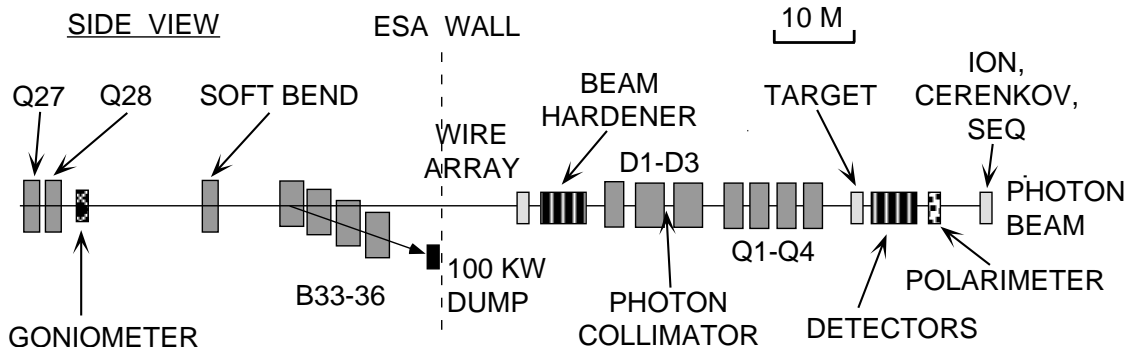 SIDE VIEW
ESA WALL
10 M
ION,
CERENKOV,
SEQ
Q27
Q28
SOFT BEND
BEAM
HARDENER
TARGET
WIRE
ARRAY
D1-D3
PHOTON
BEAM
Q1-Q4
B33-36
100 KW
DUMP
POLARIMETER
GONIOMETER
PHOTON
COLLIMATOR
DETECTORS